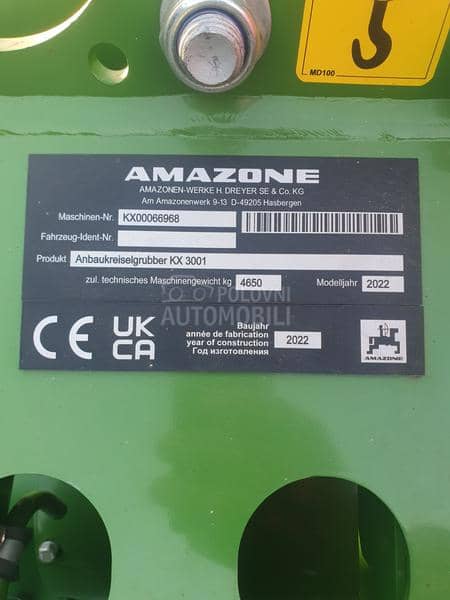 MD100
AMAZONE
AMAZONEN-WERKE H. DREYER SE & Co. KG
Am Amazonenwerk 9-13 D-49205 Hasbergen
Maschinen-Nr. KX00066968
Fahrzeug-Ident-Nr.
Produkt Anbaukreiselgrubber KX 3001
zul. technisches Maschinengewicht kg 4650 Modelljahr 2022
POLOVNI
AUTOMOBILI
CE UK
CA
Baujahr
année de fabrication
year of construction
Год изготовления
2022
AMAZONE